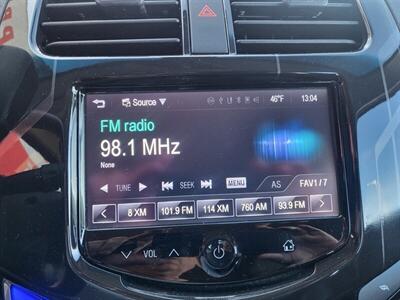 Source 46°F 13:04
FM radio
98.1 MHz
None
TUNE SEEK MENU AS FAV1/7
8 XM 101.9 FM 114 XM 760 AM 93.9 FM
VOL